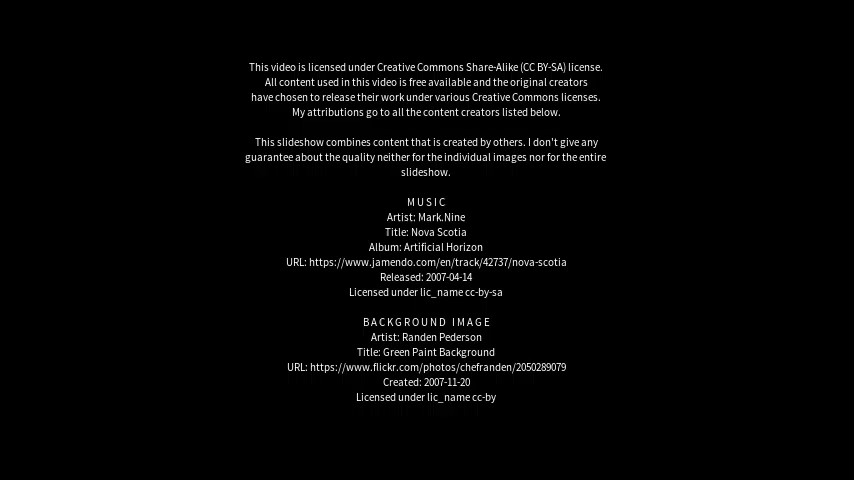 This video is licensed under Creative Commons Share-Alike (CC BY-SA) license.
All content used in this video is free available and the original creators
have chosen to release their work under various Creative Commons licenses.
My attributions go to all the content creators listed below.
This slideshow combines content that is created by others. I don't give any
guarantee about the quality neither for the individual images nor for the entire
slideshow.
MUSIC
Artist: Mark.Nine
Title: Nova Scotia
Album: Artificial Horizon
URL: https://www.jamendo.com/en/track/42737/nova-scotia
Released: 2007-04-14
Licensed under lic_name cc-by-sa
BACKGROUND IMAGE
Artist: Randen Pederson
Title: Green Paint Background
URL: https://www.flickr.com/photos/chefranden/2050289079
Created: 2007-11-20
Licensed under lic_name cc-by